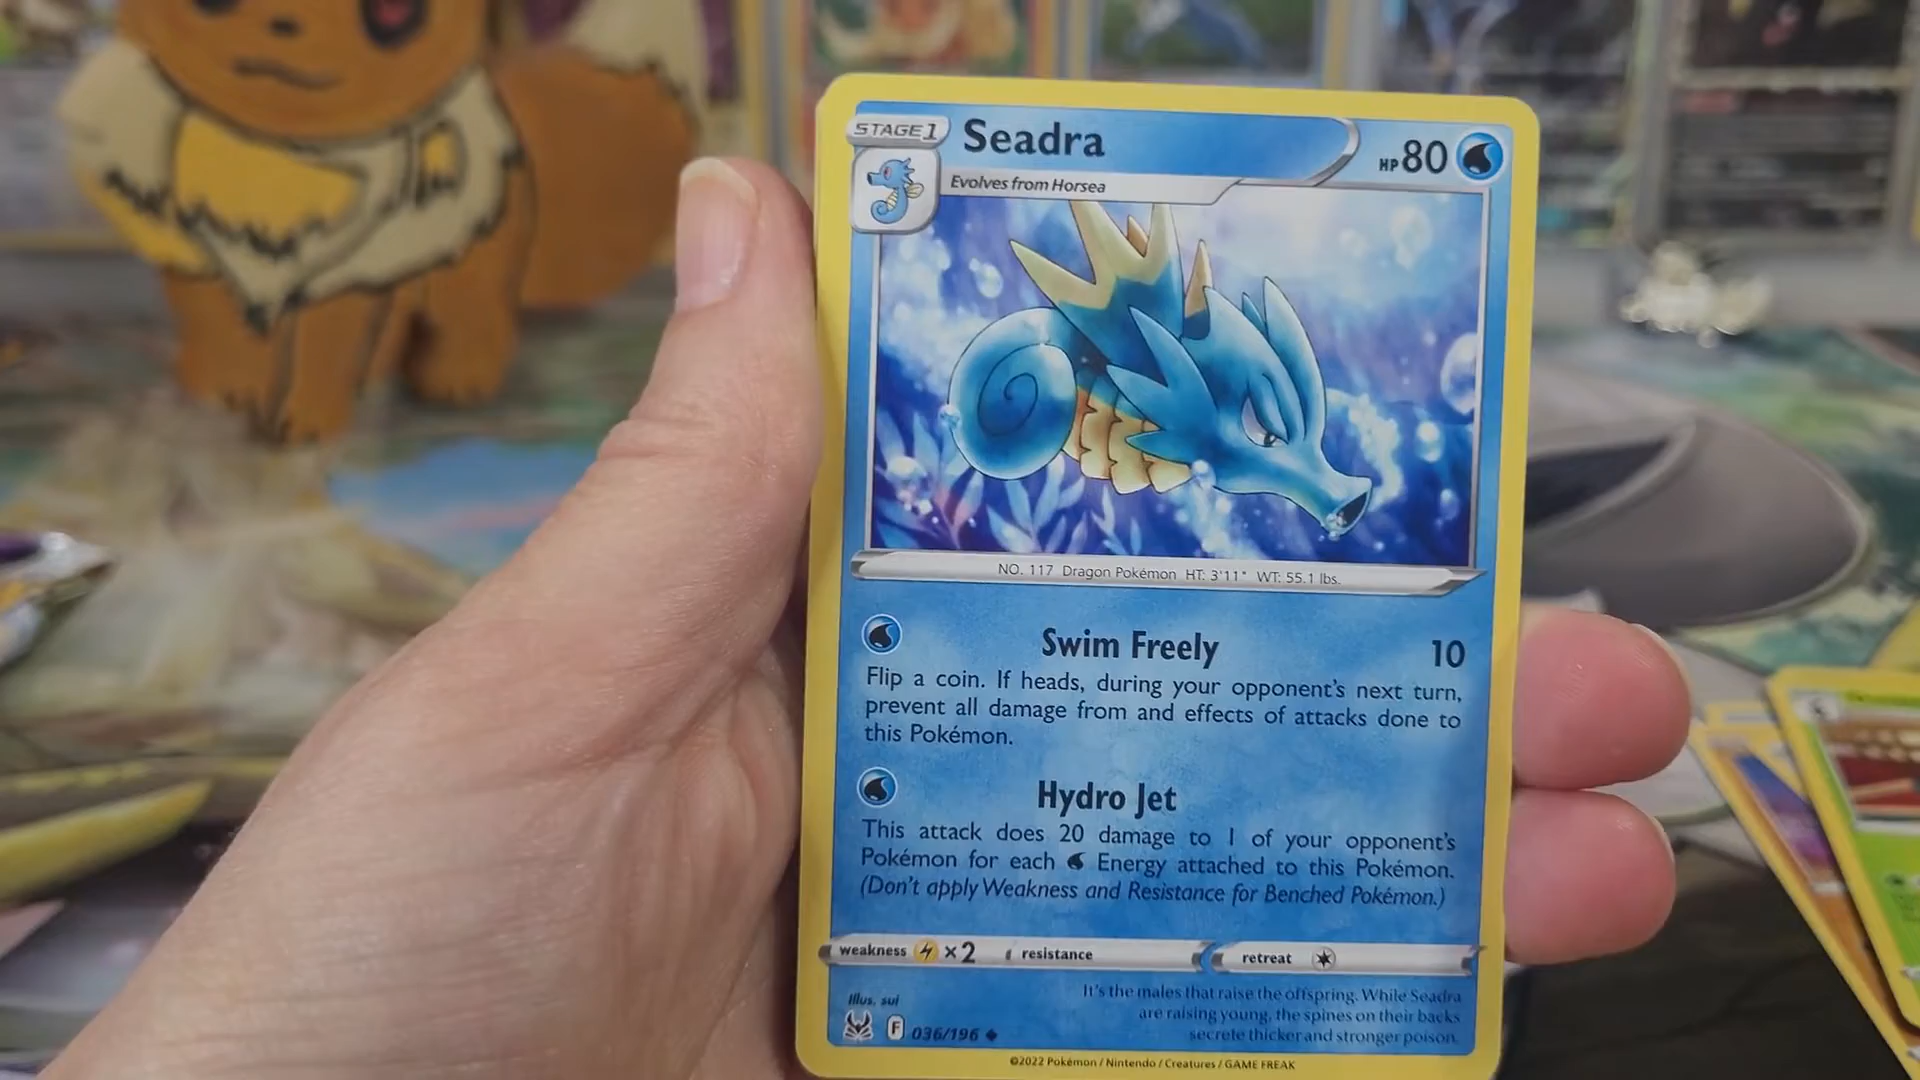 STAGE1
Seadra
HP80
Evolves from Horsea
NO. 117 Dragon Pokémon HT: 3'11" WT: 55.1 lbs.
Swim Freely 10
Flip a coin. If heads, during your opponent's next turn,
prevent all damage from and effects of attacks done to
this Pokémon.
Hydro Jet
This attack does 20 damage to 1 of your opponent's
Pokémon for each Energy attached to this Pokémon.
(Don't apply Weakness and Resistance for Benched Pokémon.)
weakness ×2 resistance retreat
It's the males that raise the offspring. While Seadra
are raising young, the spines on their backs
secrete thicker and stronger poison.
Illus. sui
F 036/196
©2022 Pokémon / Nintendo / Creatures / GAME FREAK